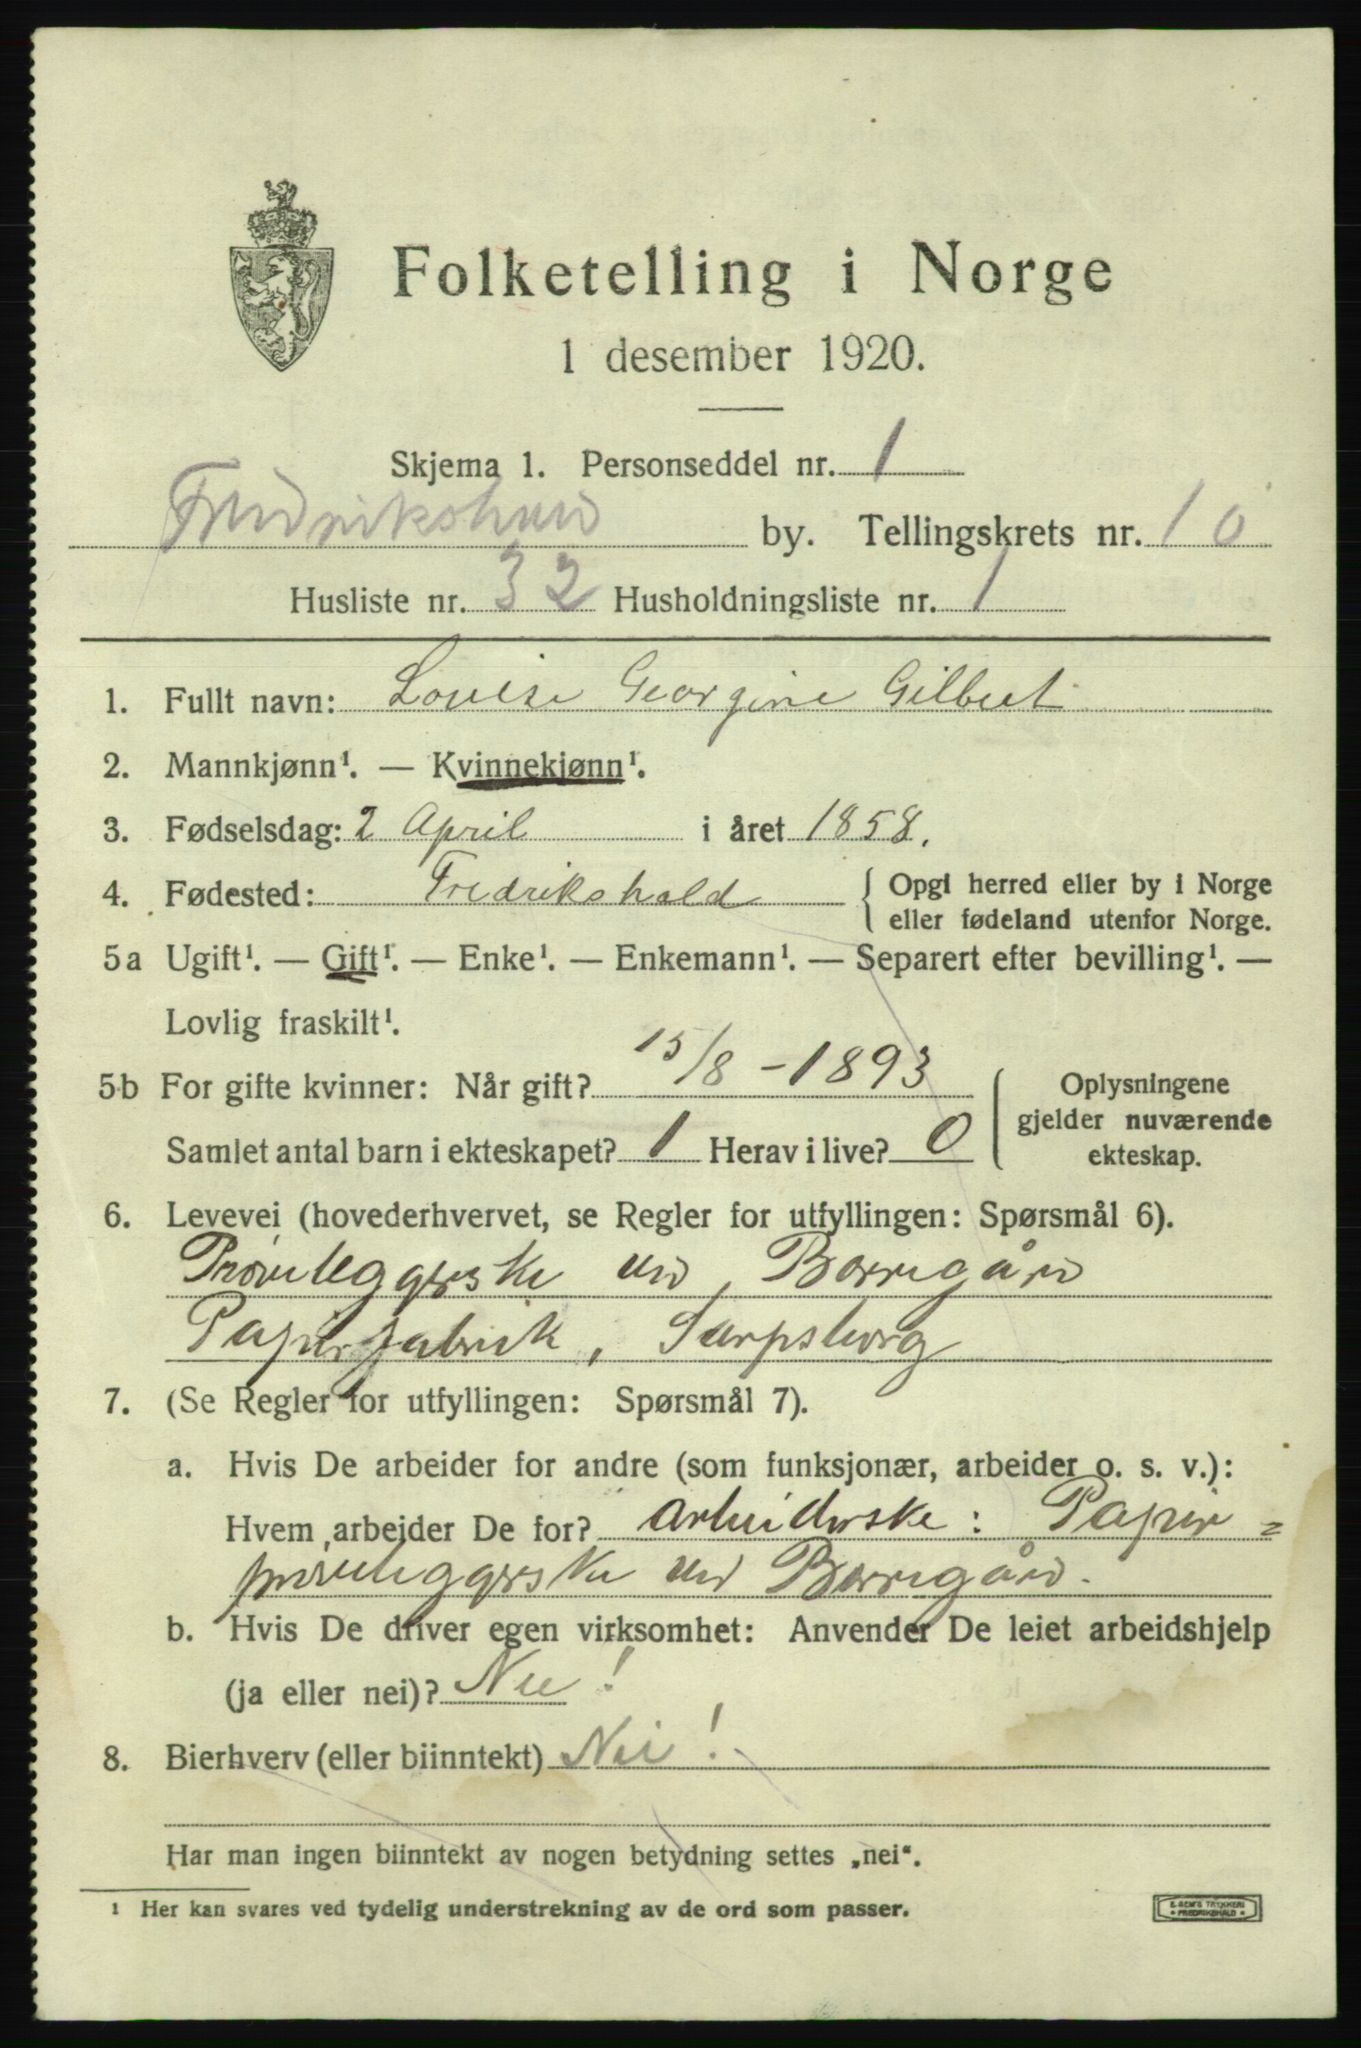 Folketelling i Norge
1 desember 1920.
Skjema 1. Personseddel nr. 1
Fredrikshald by. Tellingskrets nr. 10
Husliste nr. 32 Husholdningsliste nr. 1
1. Fullt navn: Louise Georgine Gilbert
2. Mannkjønn¹. — Kvinnekjønn¹.
3. Fødselsdag: 2 April i året 1858.
4. Fødested: Fredrikshald { Opgi herred eller by i Norge
eller fødeland utenfor Norge.
5a Ugift¹. — Gift¹. — Enke¹. — Enkemann¹. — Separert efter bevilling¹. —
Lovlig fraskilt¹.
5b For gifte kvinner: Når gift? 15/8 - 1893
Samlet antal barn i ekteskapet? 1 Herav i live? 0
Oplysningene
gjelder nuværende
ekteskap.
6. Levevei (hovederhvervet, se Regler for utfyllingen: Spørsmål 6).
Prøveleggerske ved Borregård
Papirfabrik, Sarpsborg
7. (Se Regler for utfyllingen: Spørsmål 7).
a. Hvis De arbeider for andre (som funksjonær, arbeider o. s. v.):
Hvem arbejder De for? Arbeiderske: Papir=
prøveleggerske ved Borregård.
b. Hvis De driver egen virksomhet: Anvender De leiet arbeidshjelp
(ja eller nei)? Nei!
8. Bierhverv (eller biinntekt) Nei!
Har man ingen biinntekt av nogen betydning settes „nei“.
¹ Her kan svares ved tydelig understrekning av de ord som passer.
E. SEM'S TRYKKERI
• FREDRIKSHALD •